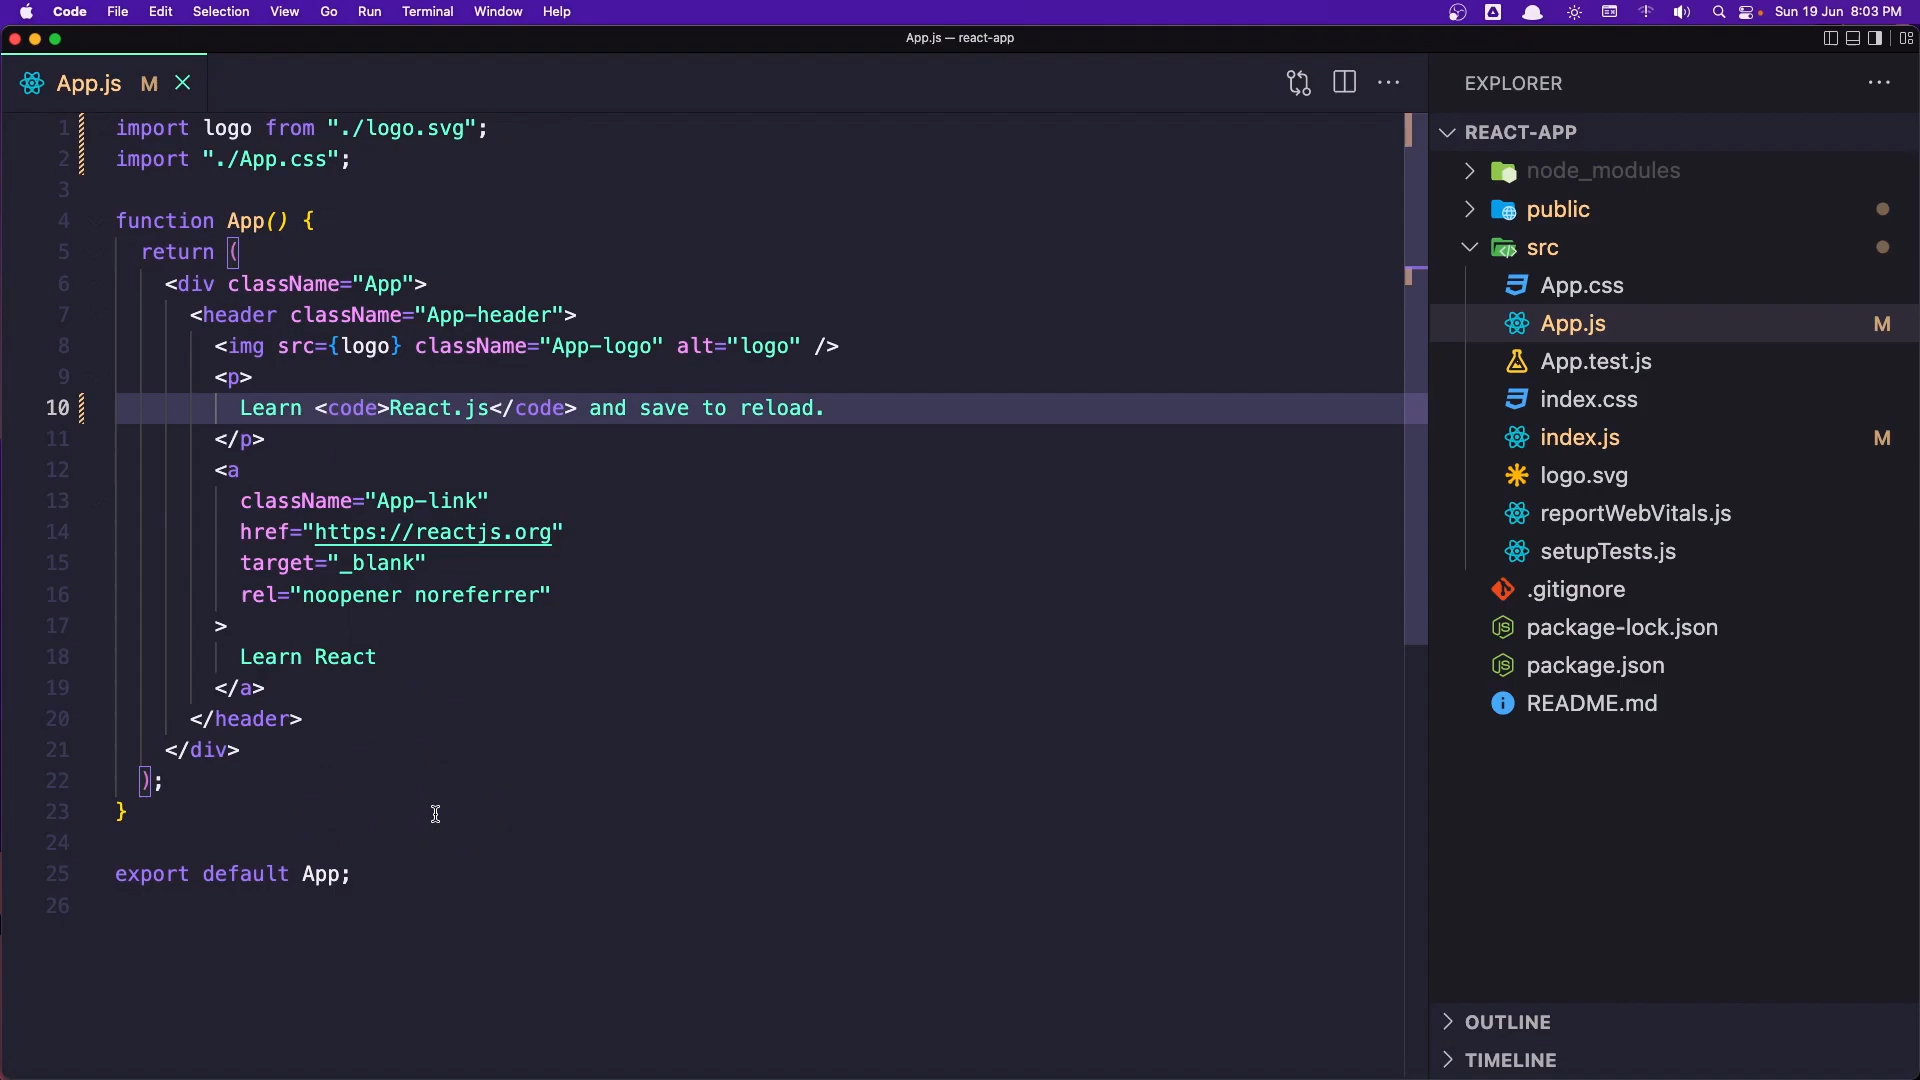 Code File Edit Selection View Go Run Terminal Window Help
Sun 19 Jun 8:03 PM
App.js — react-app
App.js M
1 import logo from "./logo.svg";
2 import "./App.css";
3
4 function App() {
5 return (
6 <div className="App">
7 <header className="App-header">
8 <img src={logo} className="App-logo" alt="logo" />
9 <p>
10 Learn <code>React.js</code> and save to reload.
11 </p>
12 <a
13 className="App-link"
14 href="https://reactjs.org"
15 target="_blank"
16 rel="noopener noreferrer"
17 >
18 Learn React
19 </a>
20 </header>
21 </div>
22 );
23 }
24
25 export default App;
26
EXPLORER
REACT-APP
node_modules
public
src
App.css
App.js M
App.test.js
index.css
index.js M
logo.svg
reportWebVitals.js
setupTests.js
.gitignore
package-lock.json
package.json
README.md
OUTLINE
TIMELINE